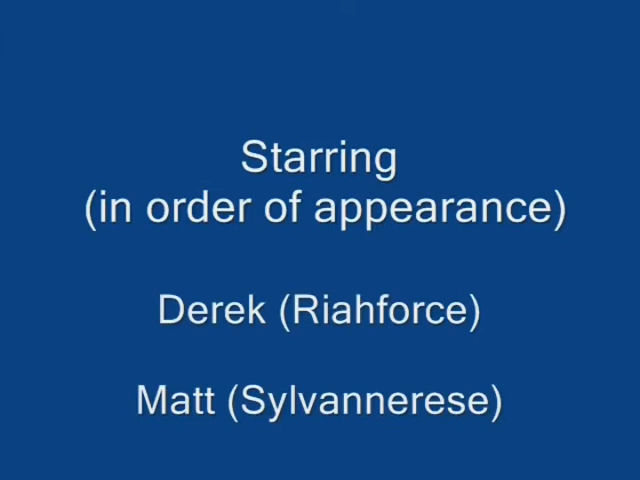 Starring
(in order of appearance)
Derek (Riahforce)
Matt (Sylvannerese)